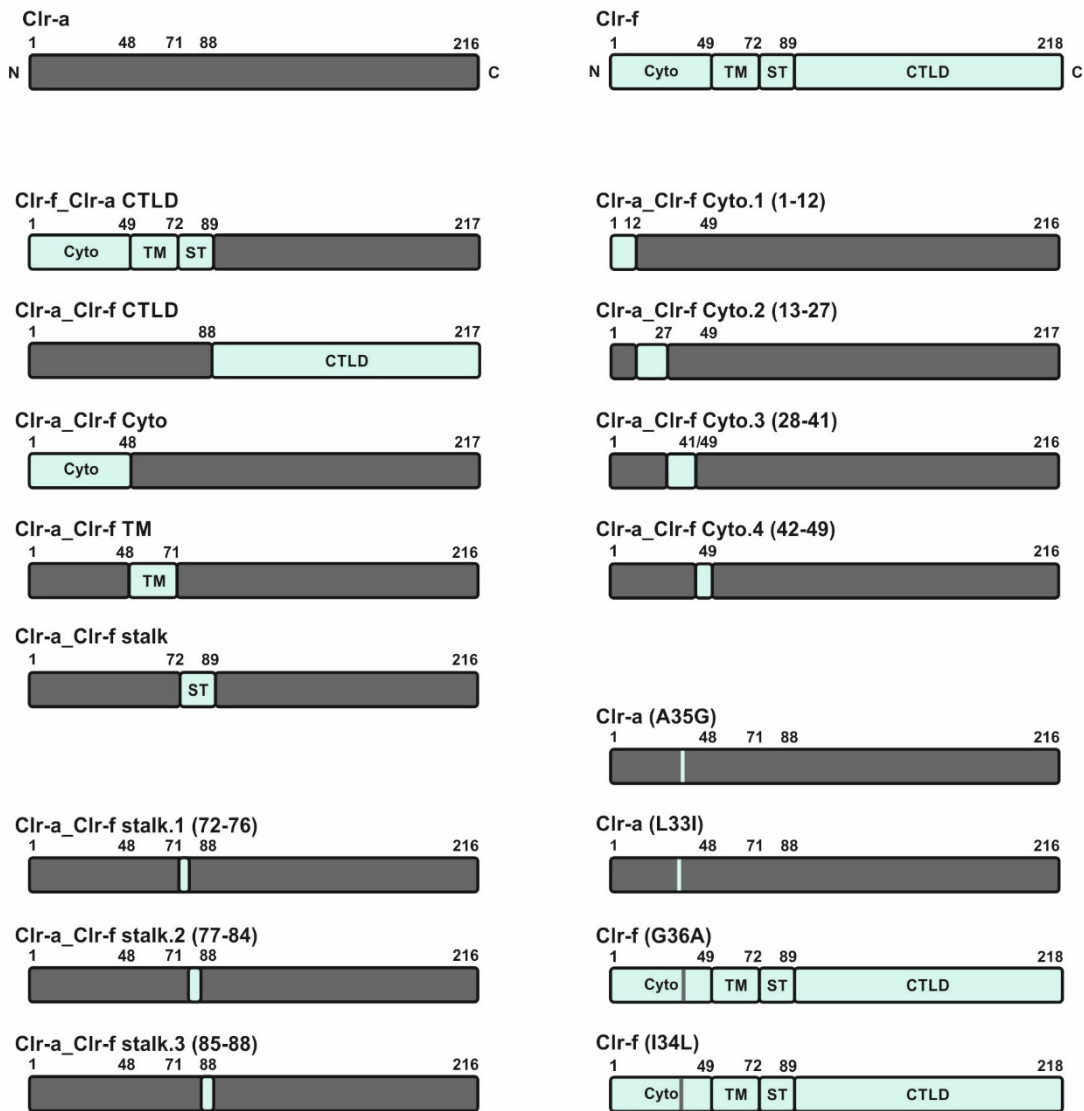 Clr-a
1 48 71 88 216
N C
Clr-f_Clr-a CTLD
1 49 72 89 217
Cyto TM ST
Clr-a_Clr-f CTLD
1 88 217
CTLD
Clr-a_Clr-f Cyto
1 48 217
Cyto
Clr-a_Clr-f TM
1 48 71 216
TM
Clr-a_Clr-f stalk
1 72 89 216
ST
Clr-a_Clr-f stalk.1 (72-76)
1 48 71 88 216
Clr-a_Clr-f stalk.2 (77-84)
1 48 71 88 216
Clr-a_Clr-f stalk.3 (85-88)
1 48 71 88 216
Clr-f
1 49 72 89 218
N Cyto TM ST CTLD C
Clr-a_Clr-f Cyto.1 (1-12)
1 12 49 216
Clr-a_Clr-f Cyto.2 (13-27)
1 27 49 217
Clr-a_Clr-f Cyto.3 (28-41)
1 41/49 216
Clr-a_Clr-f Cyto.4 (42-49)
1 49 216
Clr-a (A35G)
1 48 71 88 216
Clr-a (L33I)
1 48 71 88 216
Clr-f (G36A)
1 49 72 89 218
Cyto TM ST CTLD
Clr-f (I34L)
1 49 72 89 218
Cyto TM ST CTLD